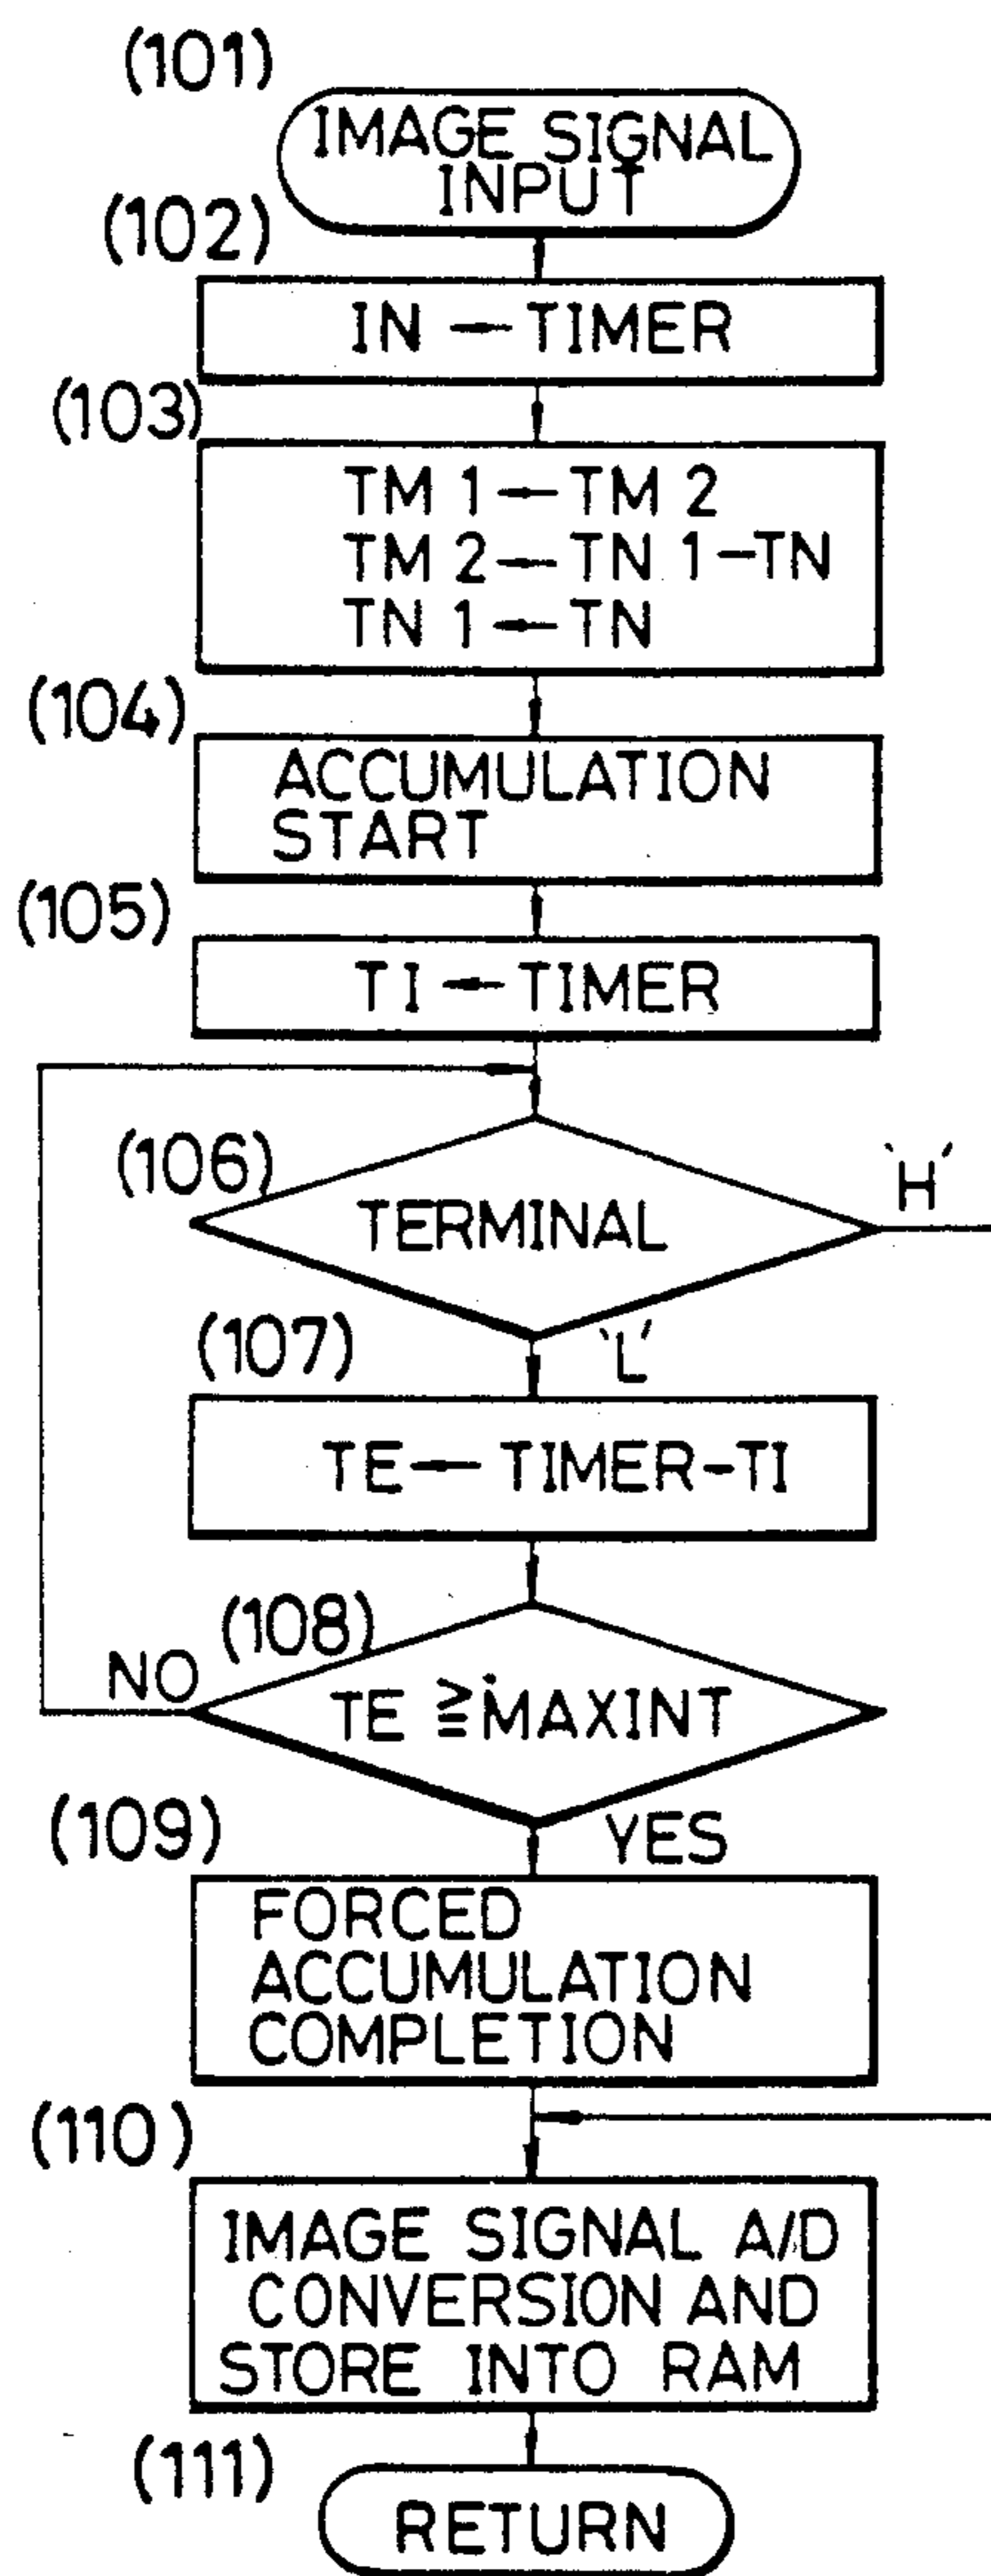 (101)
IMAGE SIGNAL
INPUT
(102)
IN ← TIMER
(103)
TM 1 ← TM 2
TM 2 ← TN 1-TN
TN 1 ← TN
(104)
ACCUMULATION
START
(105)
TI ← TIMER
(106)
TERMINAL
'H'
(107)
'L'
TE ← TIMER-TI
(108)
NO
TE ≧ MAXINT
(109)
YES
FORCED
ACCUMULATION
COMPLETION
(110)
IMAGE SIGNAL A/D
CONVERSION AND
STORE INTO RAM
(111)
RETURN